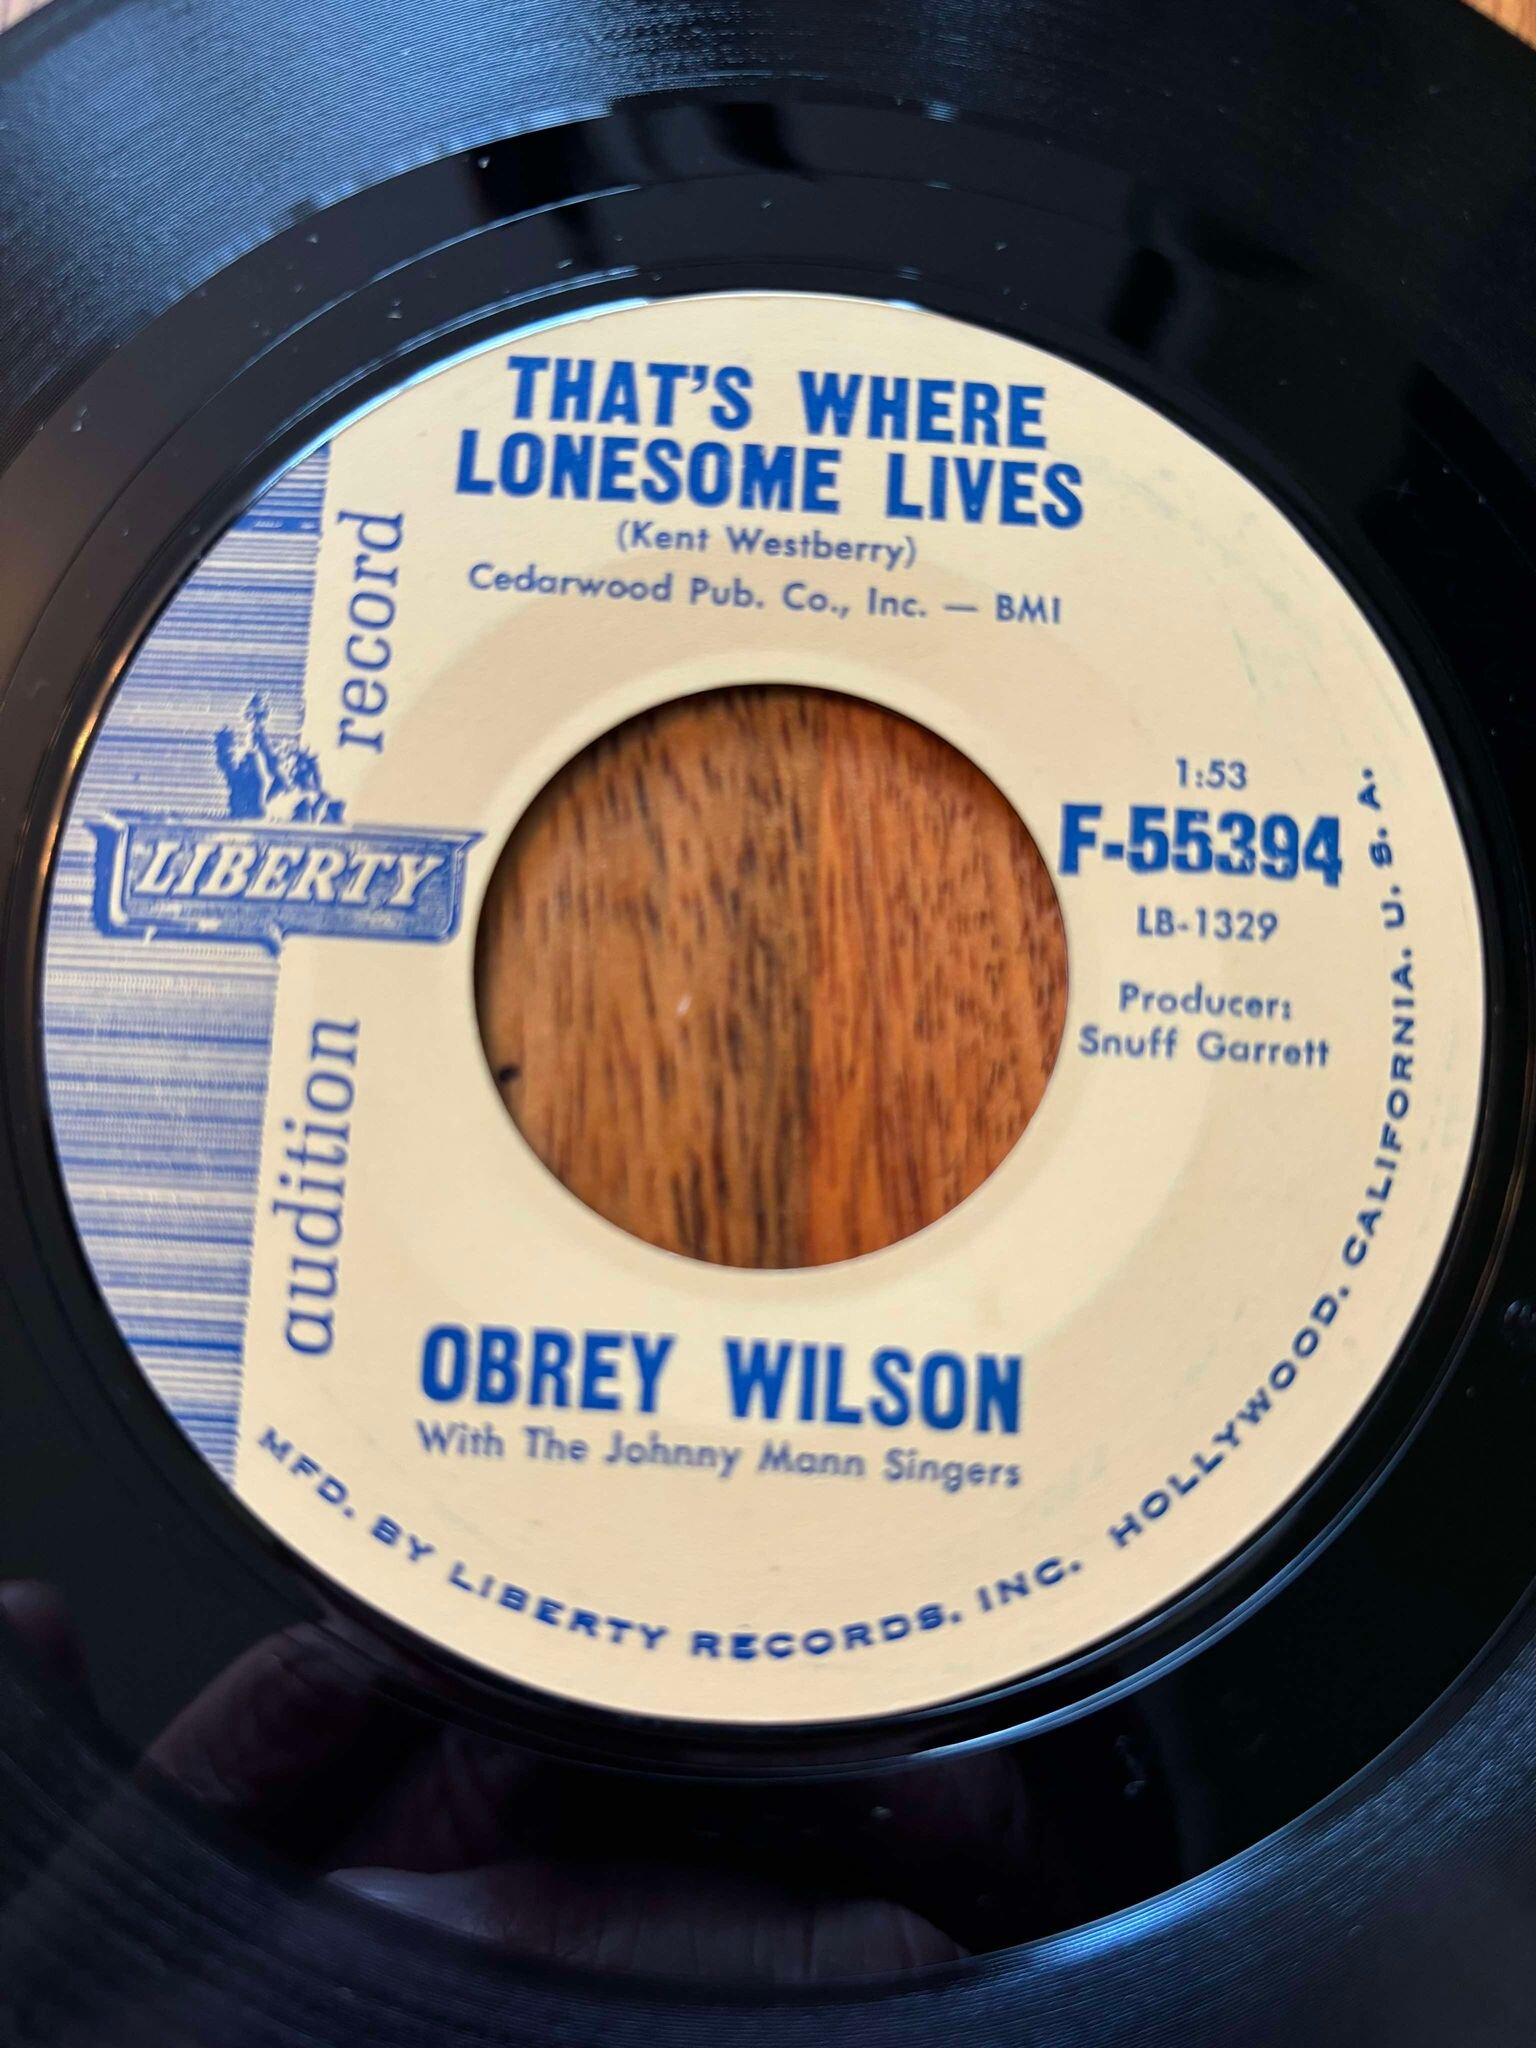 THAT'S WHERE
LONESOME LIVES
(Kent Westberry)
Cedarwood Pub. Co., Inc. — BMI
record
LIBERTY
audition
1:53
F-55394
LB-1329
Producer:
Snuff Garrett
OBREY WILSON
With The Johnny Mann Singers
MFD. BY LIBERTY RECORDS, INC. HOLLYWOOD, CALIFORNIA, U. S. A.